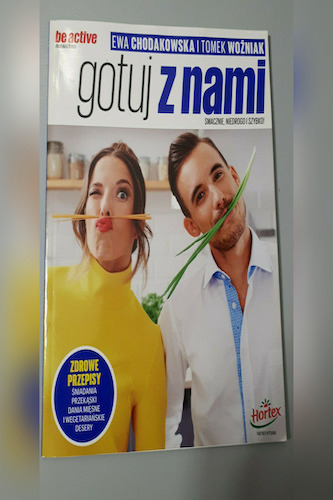 be active
EWA CHODAKOWSKA I TOMEK WOŹNIAK
gotuj z nami
SMACZNIE, NIEDROGO I SZYBKO!
ZDROWE
PRZEPISY
ŚNIADANIA
PRZEKĄSKI
DANIA MIĘSNE
I WEGETARIAŃSKIE
DESERY
Hortex